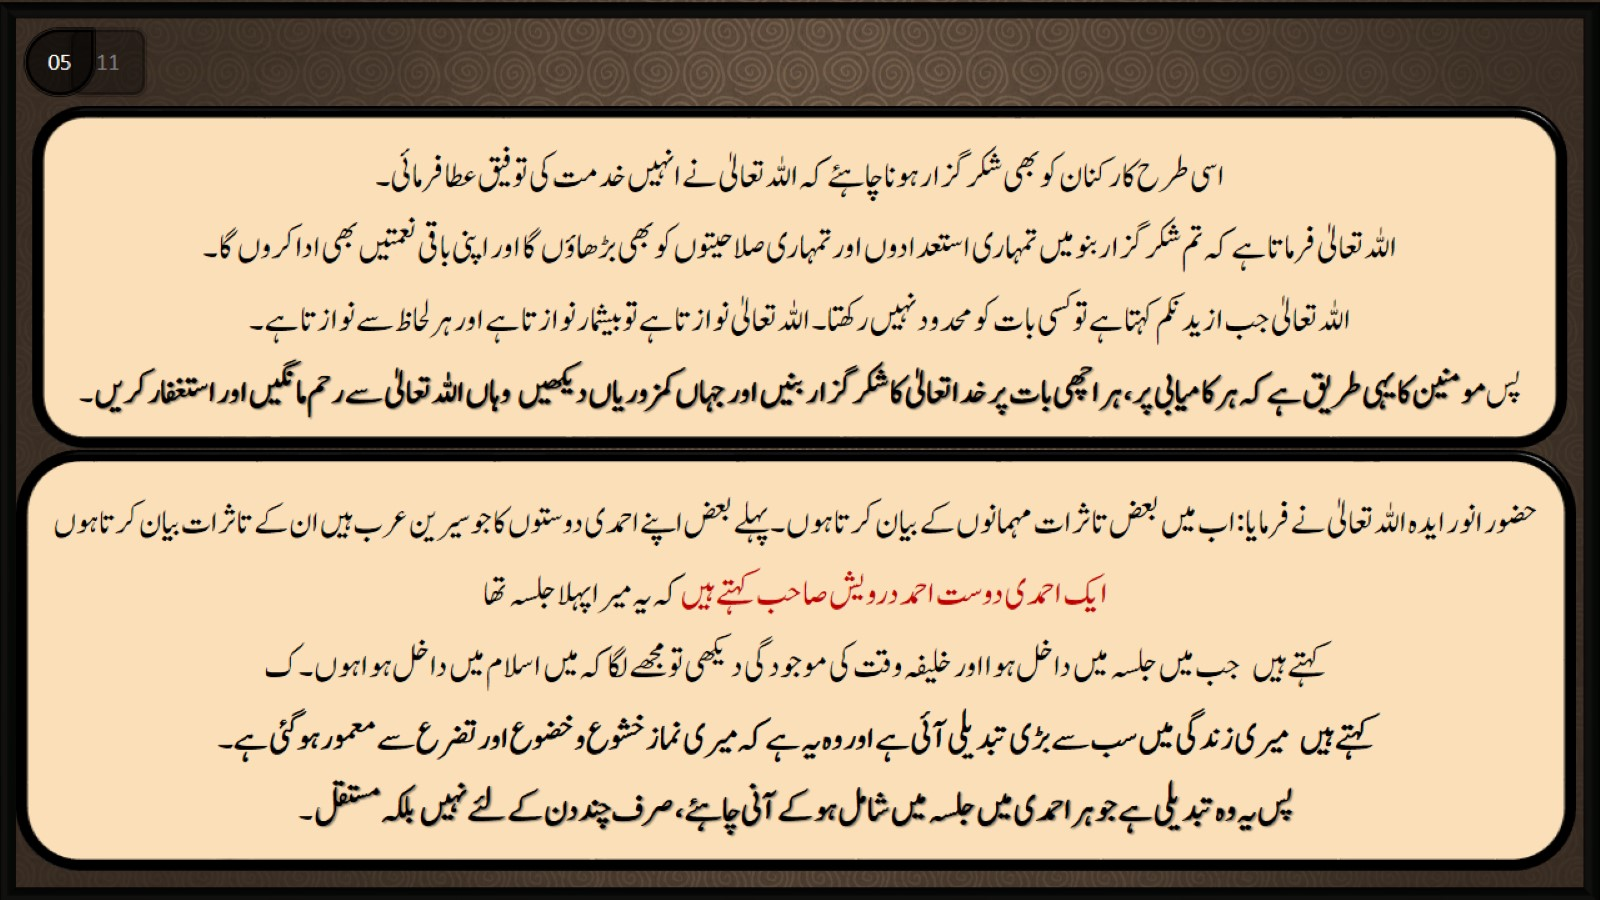 05 11
اسی طرح کارکنان کو بھی شکر گزار ہونا چاہئے کہ اللہ تعالیٰ نے انہیں خدمت کی توفیق عطا فرمائی۔
اللہ تعالیٰ فرماتا ہے کہ تم شکر گزار بنو میں تمہاری استعدادوں اور تمہاری صلاحیتوں کو بھی بڑھاؤں گا اور اپنی باقی نعمتیں بھی ادا کروں گا۔
اللہ تعالیٰ جب ازیدنکم کہتا ہے تو کسی بات کو محدود نہیں رکھتا۔ اللہ تعالیٰ نوازتا ہے تو بیشمار نوازتا ہے اور ہر لحاظ سے نوازتا ہے۔
پس مومنین کا یہی طریق ہے کہ ہر کامیابی پر، ہر اچھی بات پر خدا تعالیٰ کا شکر گزار بنیں اور جہاں کمزوریاں دیکھیں وہاں اللہ تعالیٰ سے رحم مانگیں اور استغفار کریں۔
حضور انور ایدہ اللہ تعالیٰ نے فرمایا: اب میں بعض تاثرات مہمانوں کے بیان کرتا ہوں۔ پہلے بعض اپنے احمدی دوستوں کا جو سیرین عرب ہیں ان کے تاثرات بیان کرتا ہوں
ایک احمدی دوست احمد درویش صاحب کہتے ہیں کہ یہ میرا پہلا جلسہ تھا
کہتے ہیں جب میں جلسہ میں داخل ہوا اور خلیفہ وقت کی موجودگی دیکھی تو مجھے لگا کہ میں اسلام میں داخل ہوا ہوں۔ ک
کہتے ہیں میری زندگی میں سب سے بڑی تبدیلی آئی ہے اور وہ یہ ہے کہ میری نماز خشوع و خضوع اور تضرع سے معمور ہو گئی ہے۔
پس یہ وہ تبدیلی ہے جو ہر احمدی میں جلسہ میں شامل ہو کے آنی چاہئے، صرف چند دن کے لئے نہیں بلکہ مستقل۔